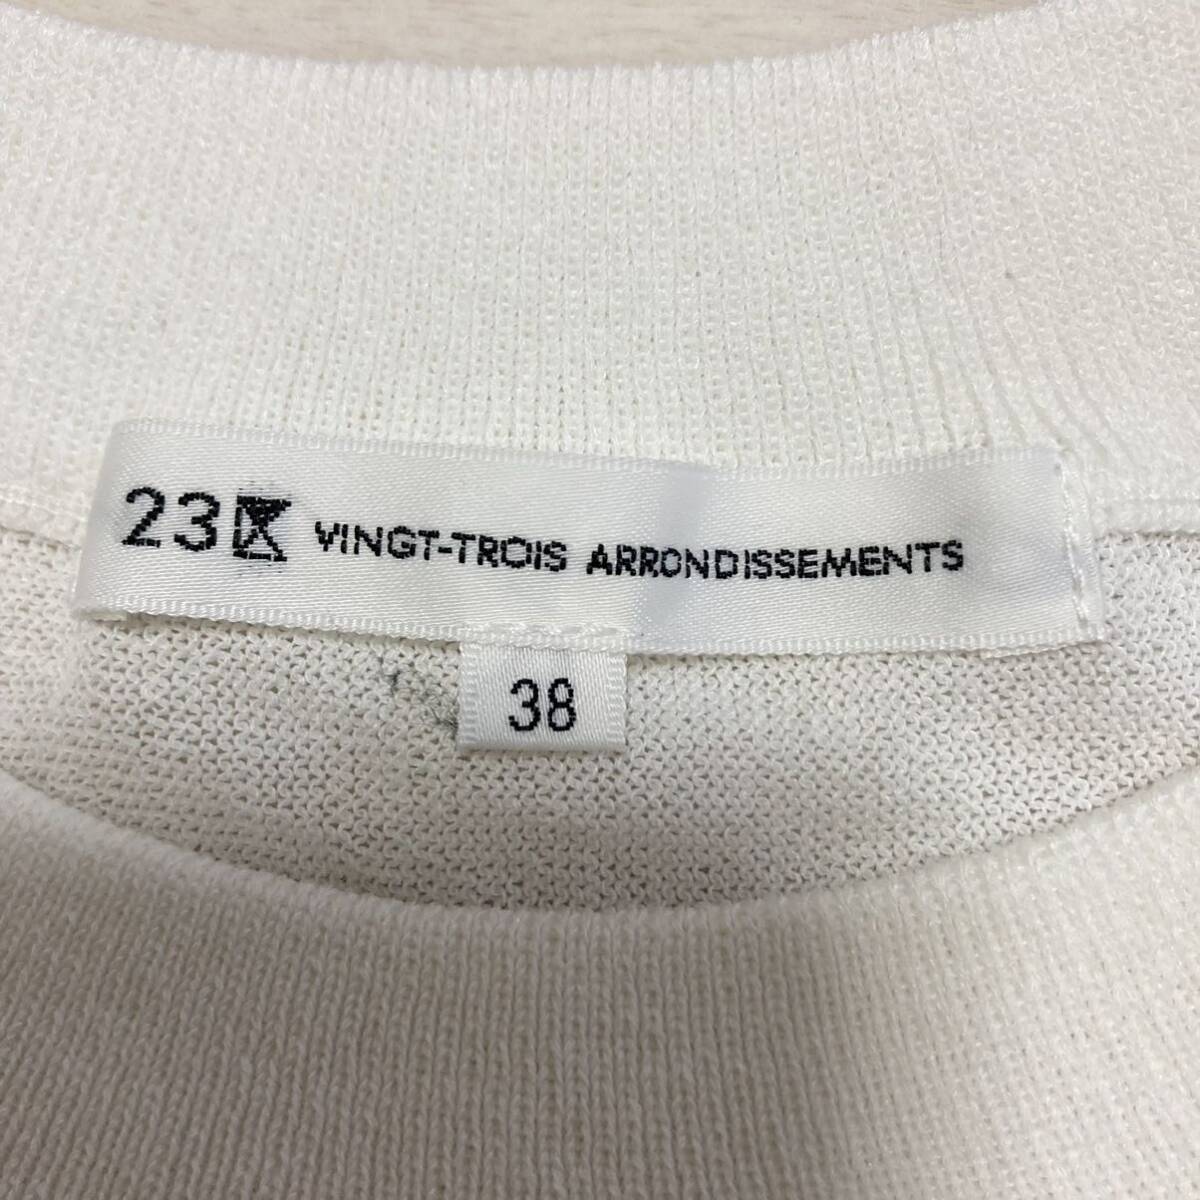 23区 VINGT-TROIS ARRONDISSEMENTS
38